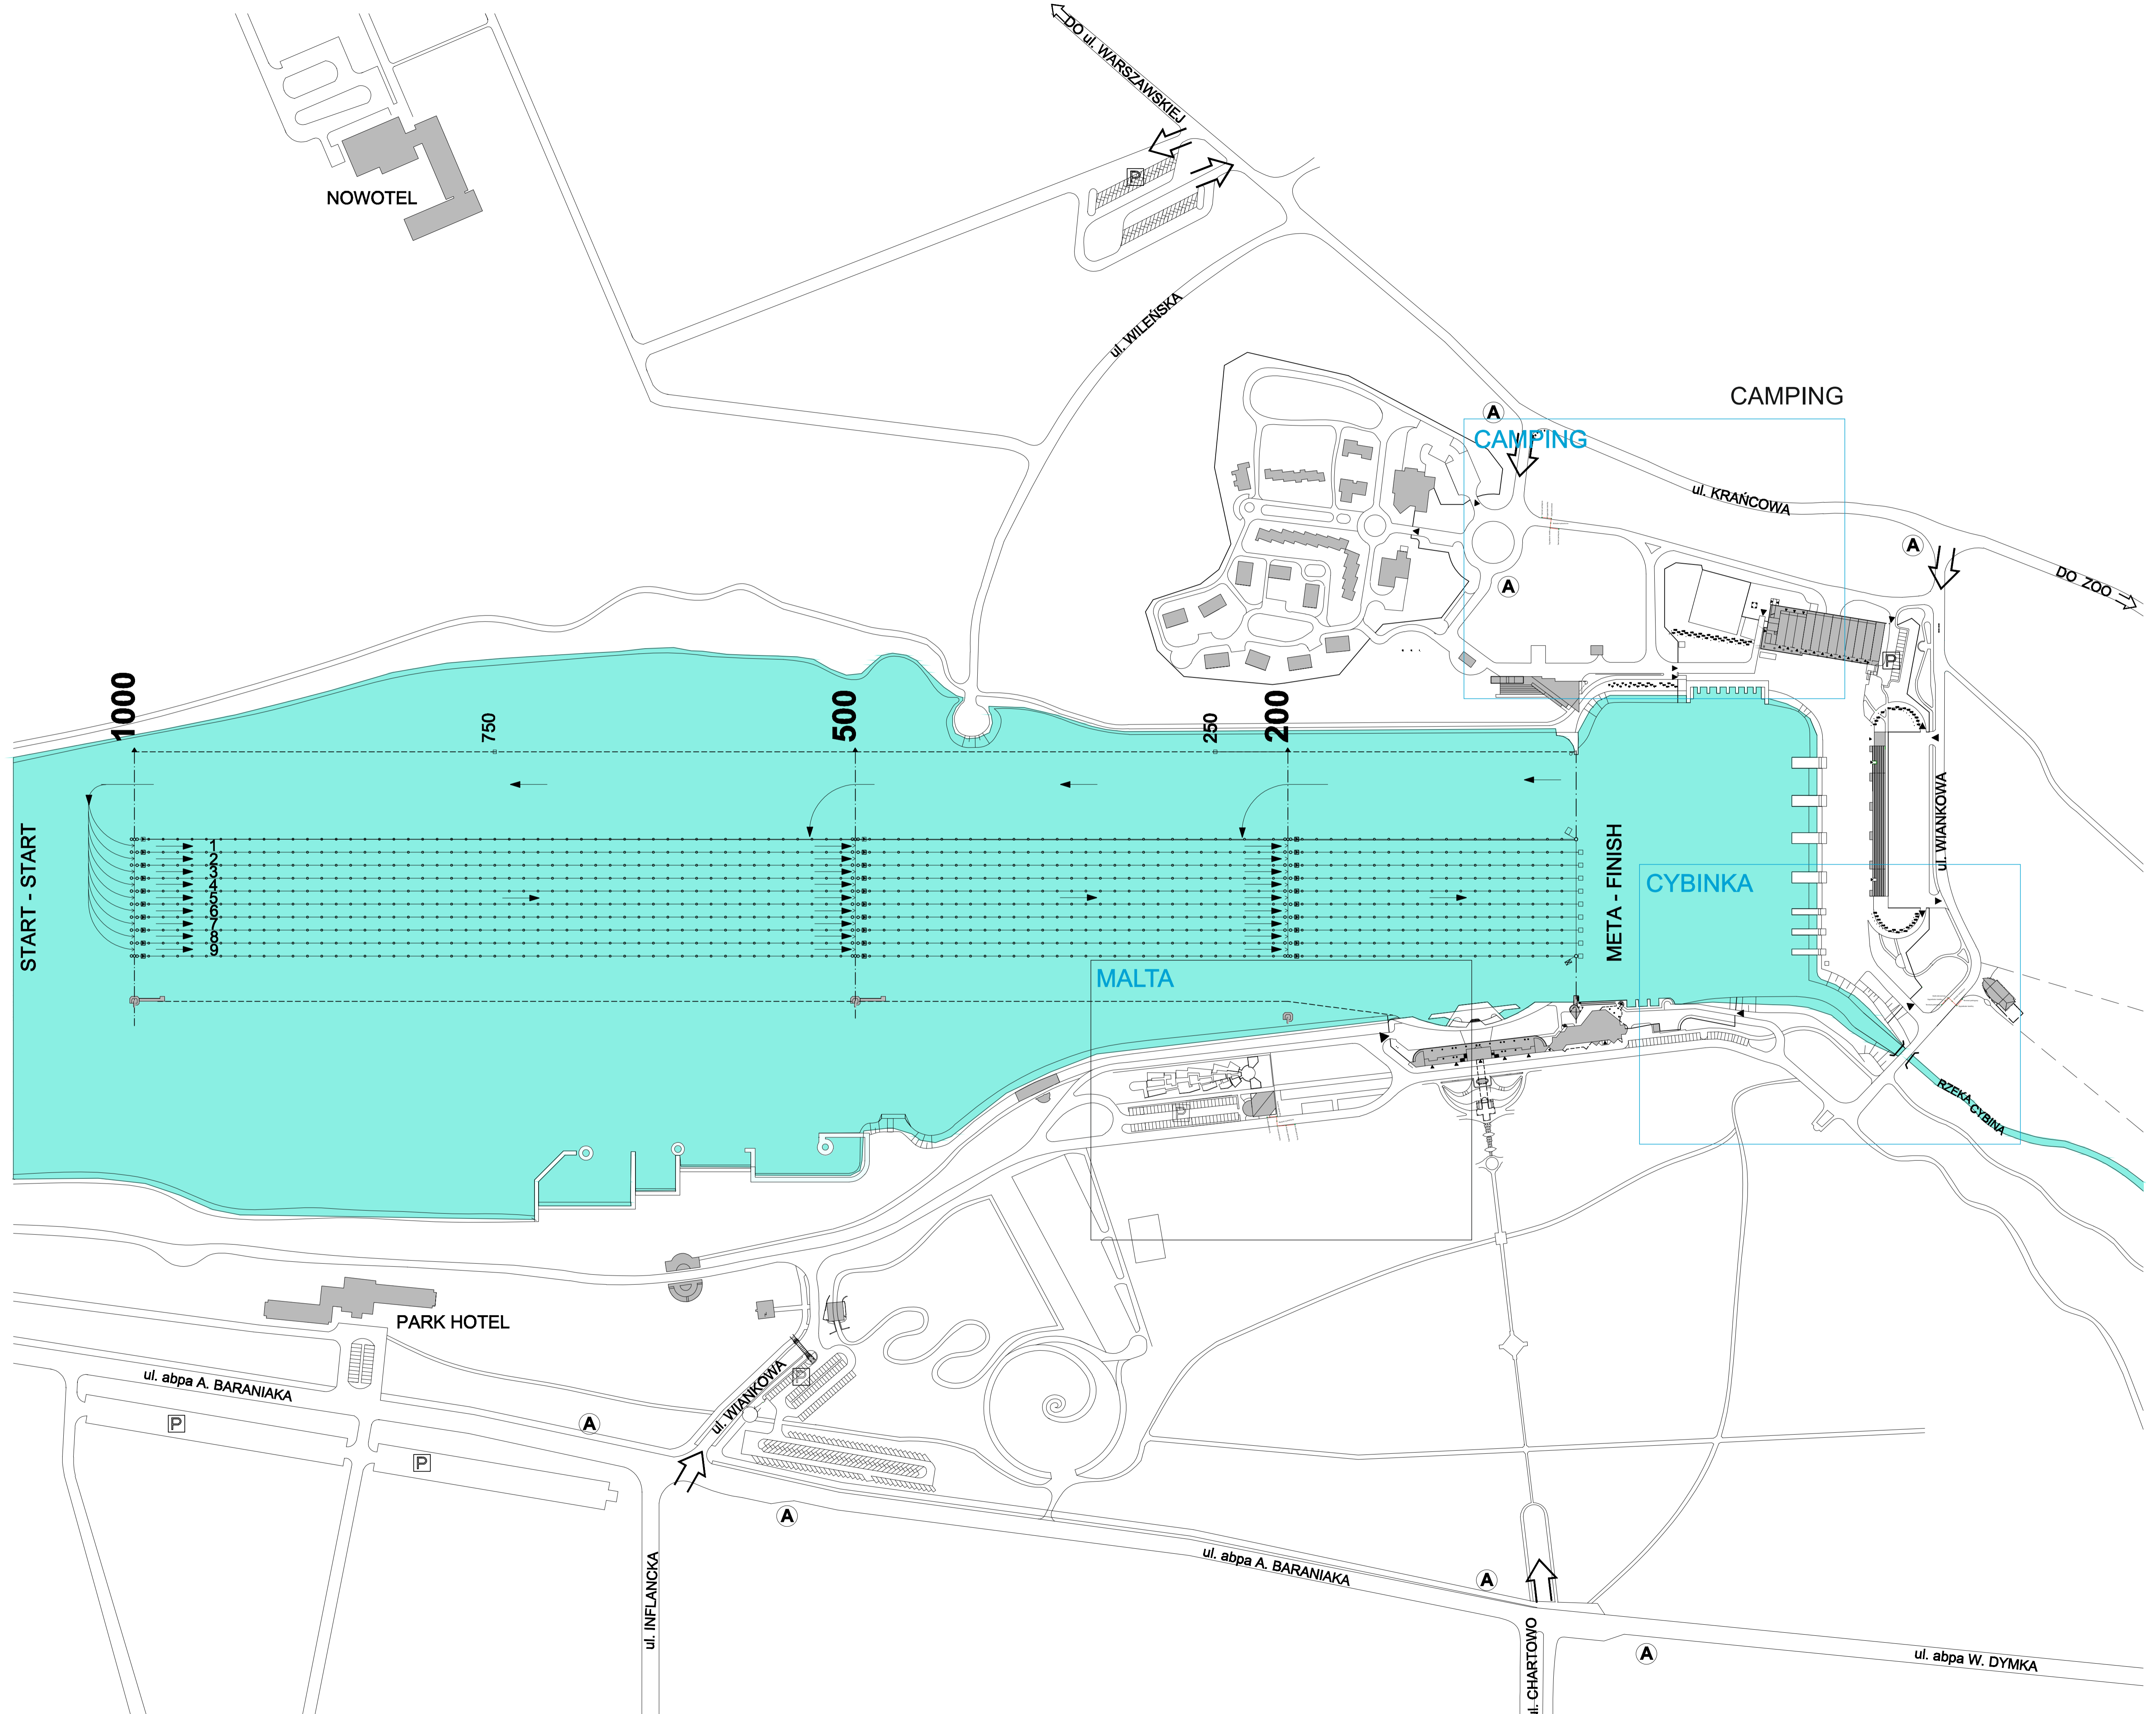 DO ul. WARSZAWSKIEJ
P
NOWOTEL
ul. WILEŃSKA
CAMPING
A
CAMPING
ul. KRAŃCOWA
A
DO ZOO
A
P
1000
750
500
250
200
START - START
META - FINISH
ul. WIANKOWA
1
2
3
4
5
6
7
8
9
CYBINKA
MALTA
RZEKA CYBINA
P
PARK HOTEL
ul. abpa A. BARANIAKA
P
P
A
ul. WIANKOWA
P
A
ul. INFLANCKA
ul. abpa A. BARANIAKA
A
ul. CHARTOWO
A
ul. abpa W. DYMKA